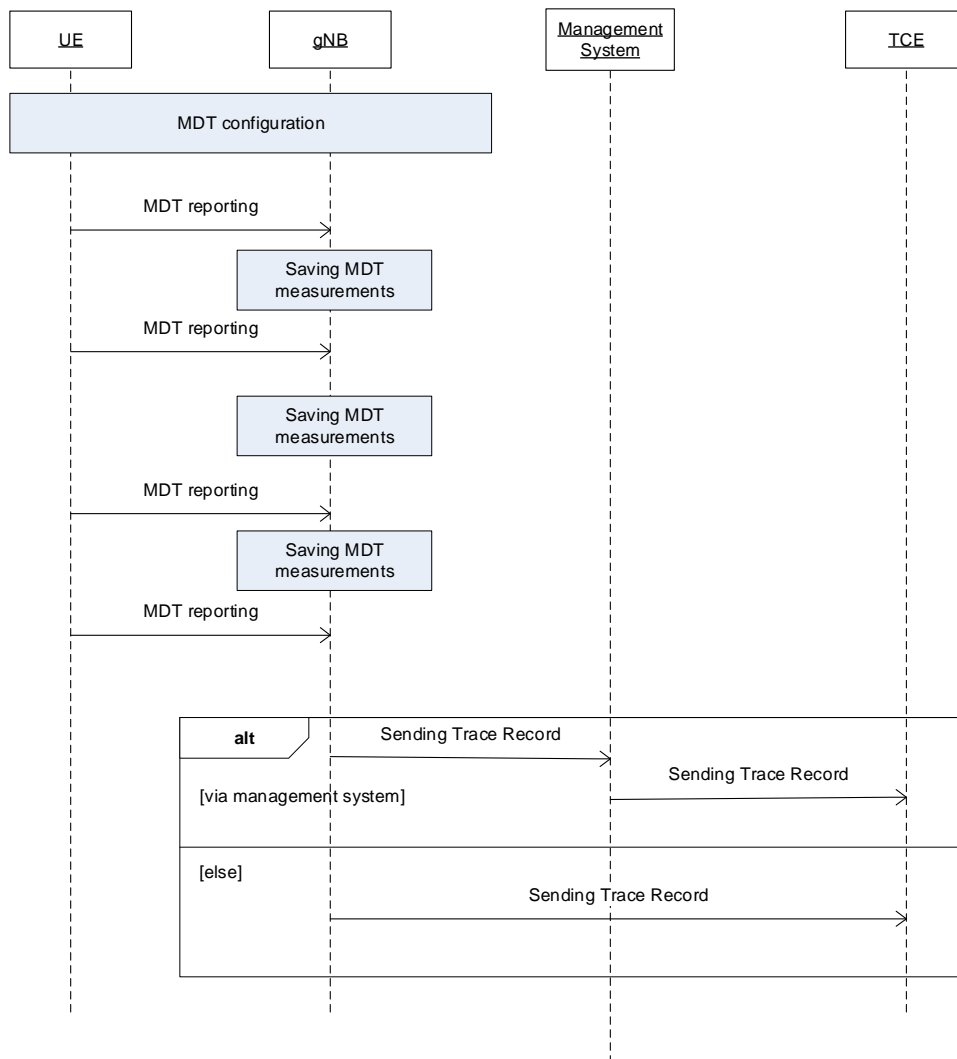 UE
gNB
Management
System
TCE
MDT configuration
MDT reporting
Saving MDT
measurements
MDT reporting
Saving MDT
measurements
MDT reporting
Saving MDT
measurements
MDT reporting
alt
Sending Trace Record
Sending Trace Record
[via management system]
[else]
Sending Trace Record